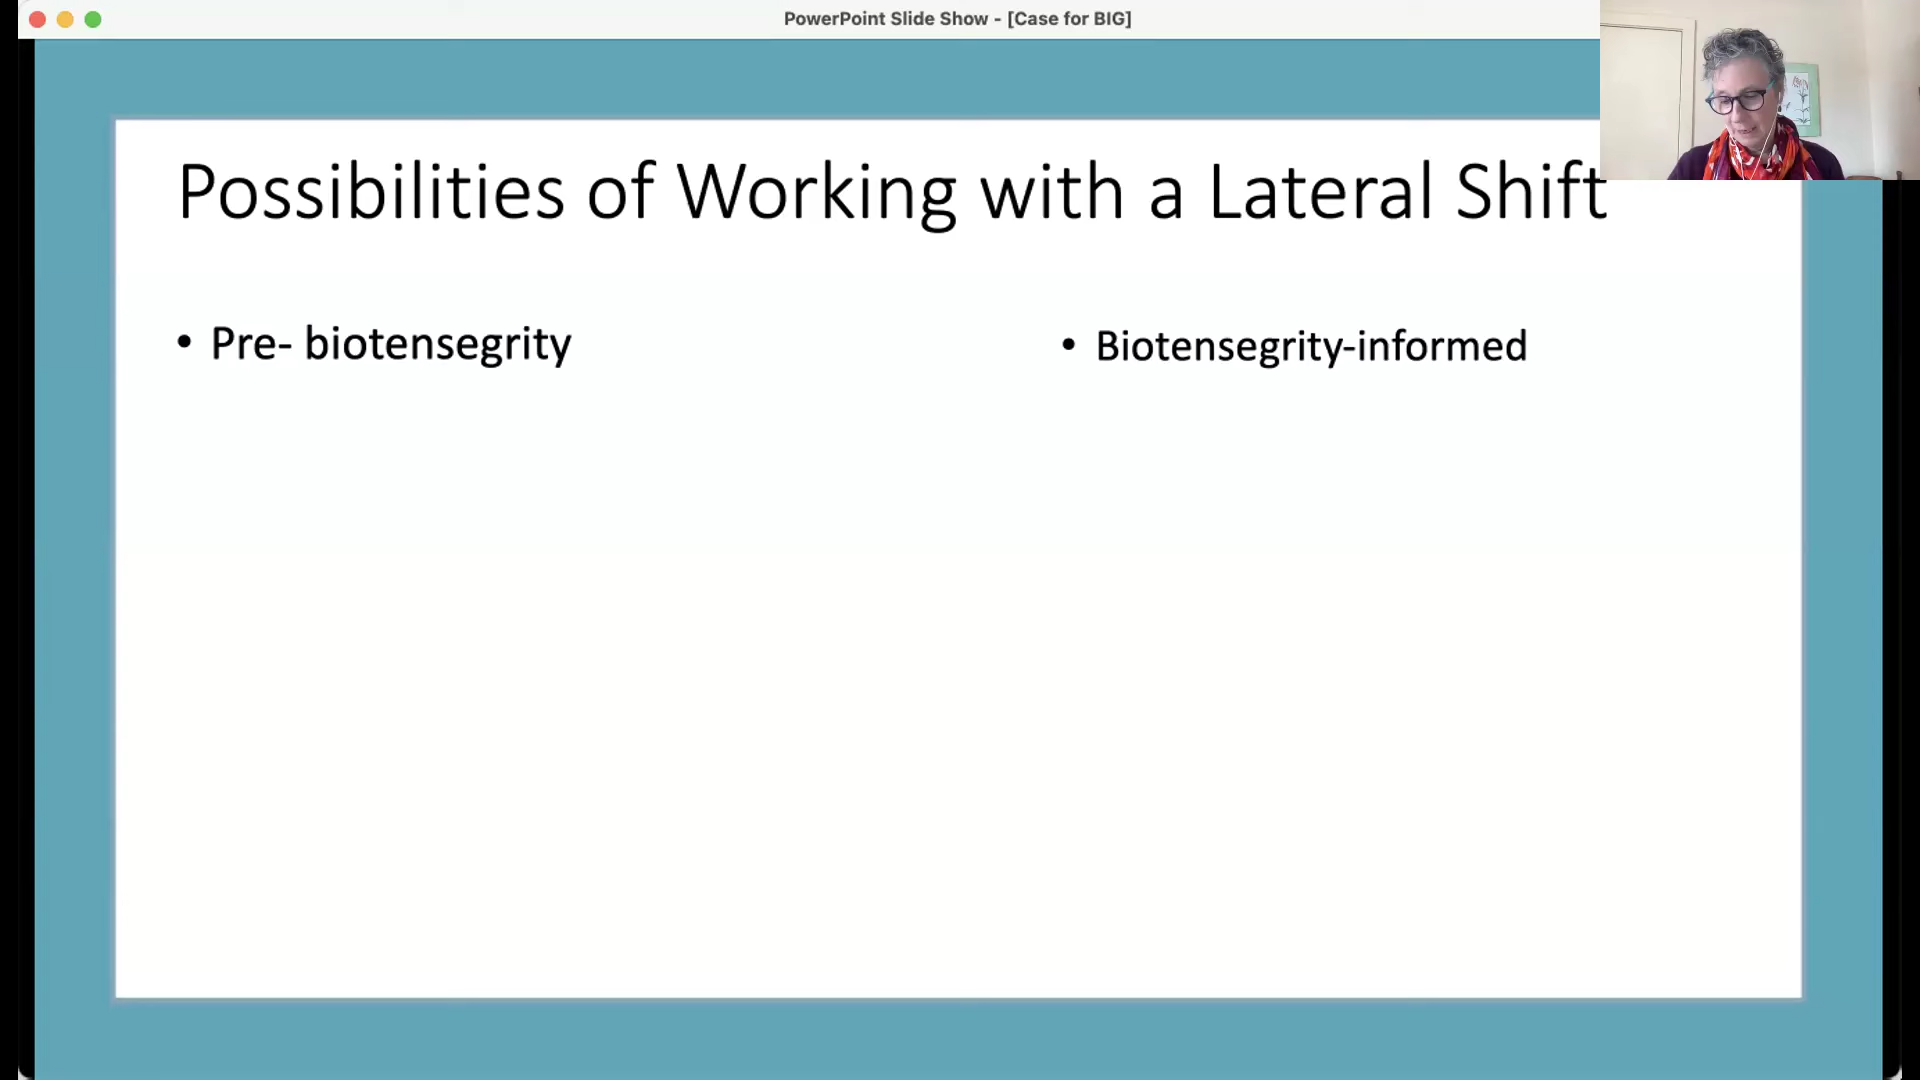 PowerPoint Slide Show - [Case for BIG]
Possibilities of Working with a Lateral Shift
• Pre- biotensegrity
• Biotensegrity-informed